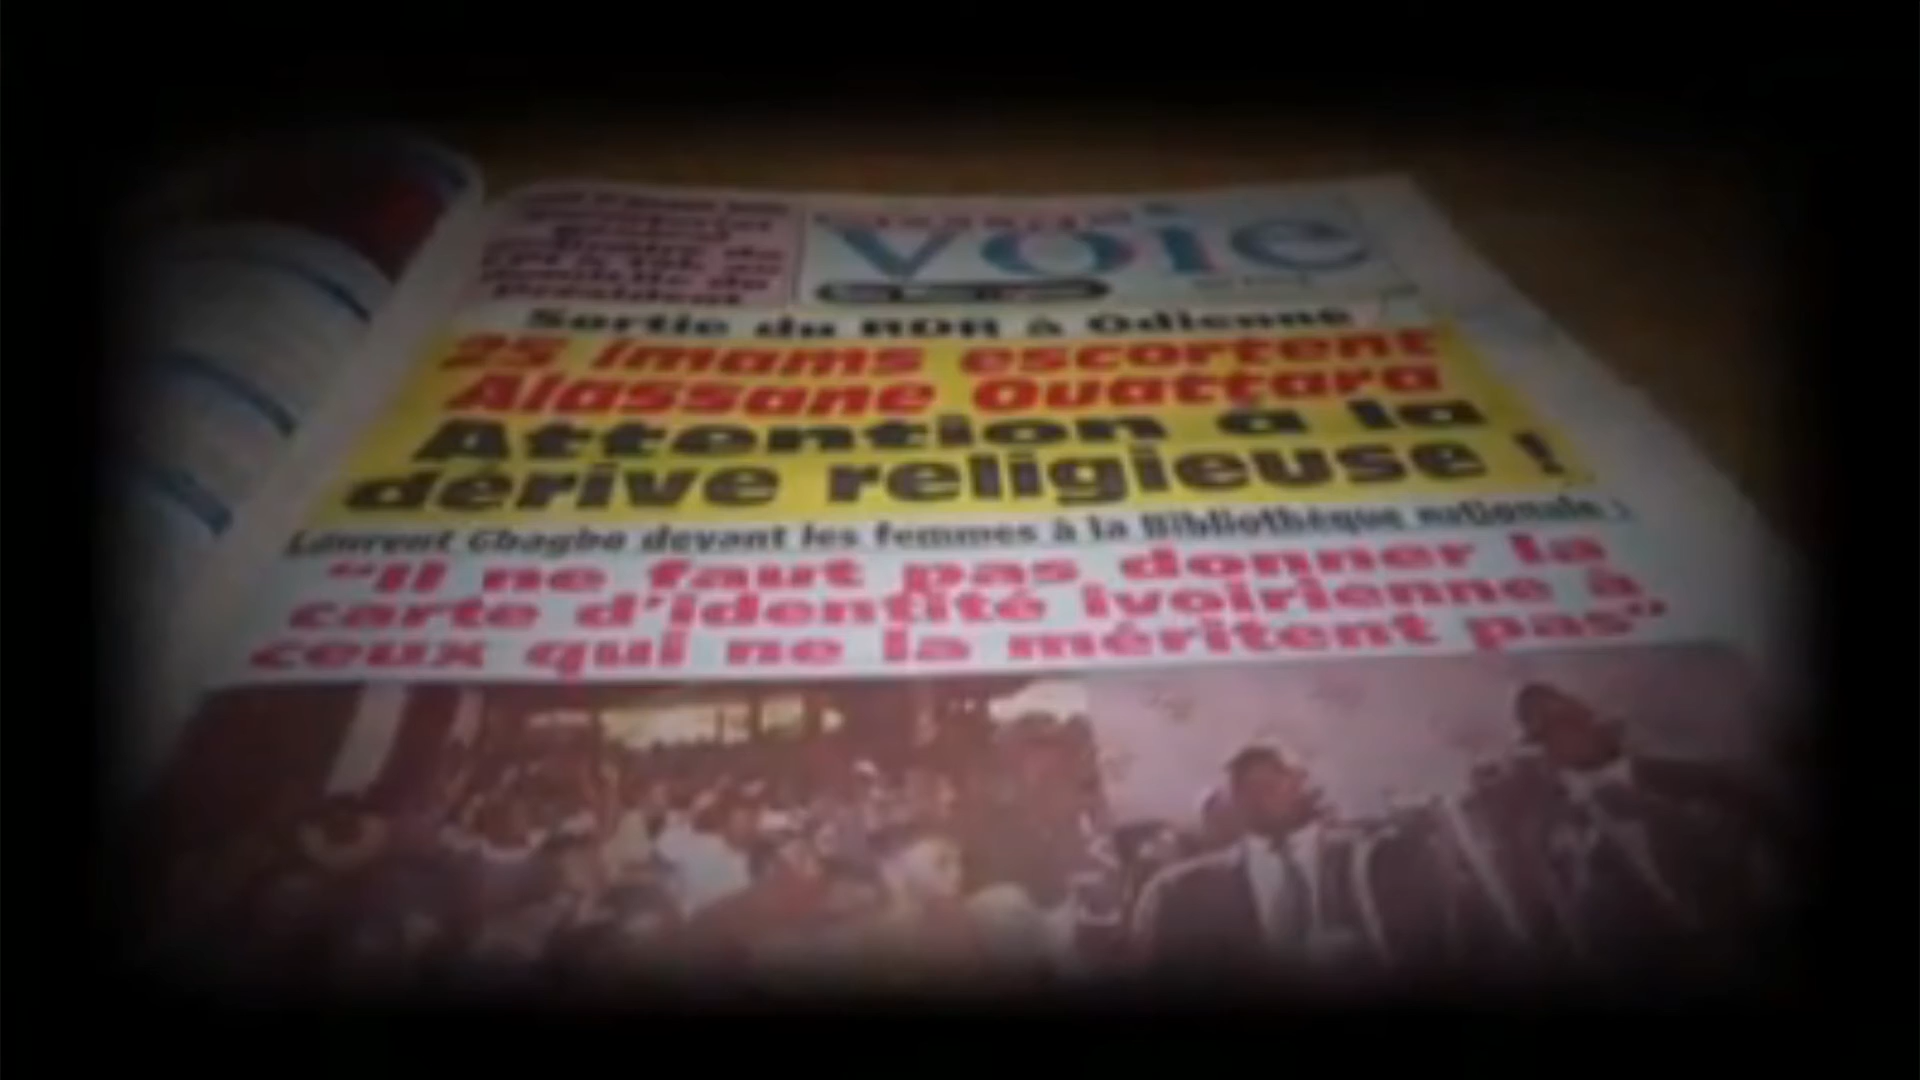 Voie
Sortie du RDR à Odienné
25 imams escortent
Alassane Ouattara
Attention à la
dérive religieuse !
Laurent Gbagbo devant les femmes à la Bibliothèque nationale :
"Il ne faut pas donner la
carte d'identité ivoirienne à
ceux qui ne la méritent pas"